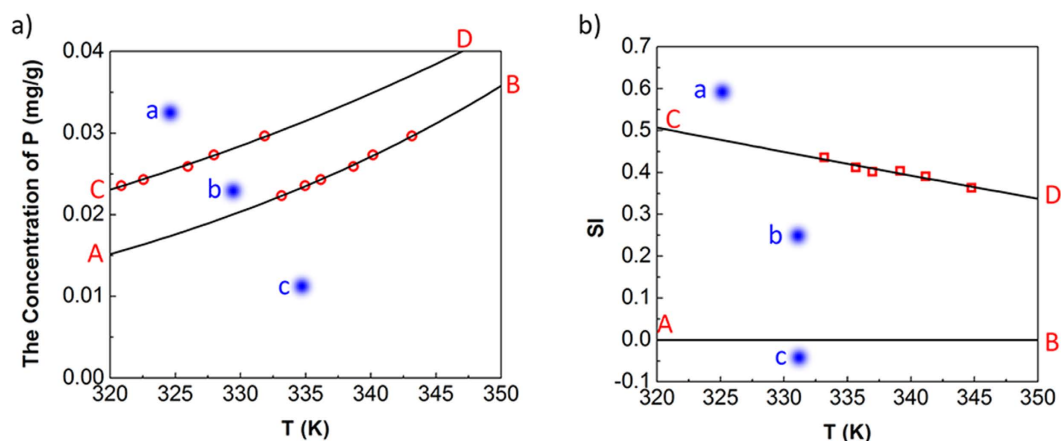 a)
The Concentration of P (mg/g)
0.04
0.03
0.02
0.01
0.00
320 325 330 335 340 345 350
T (K)
C
A
D
B
a
b
c
b)
SI
0.7
0.6
0.5
0.4
0.3
0.2
0.1
0.0
-0.1
320 325 330 335 340 345 350
T (K)
C
A
D
B
a
b
c